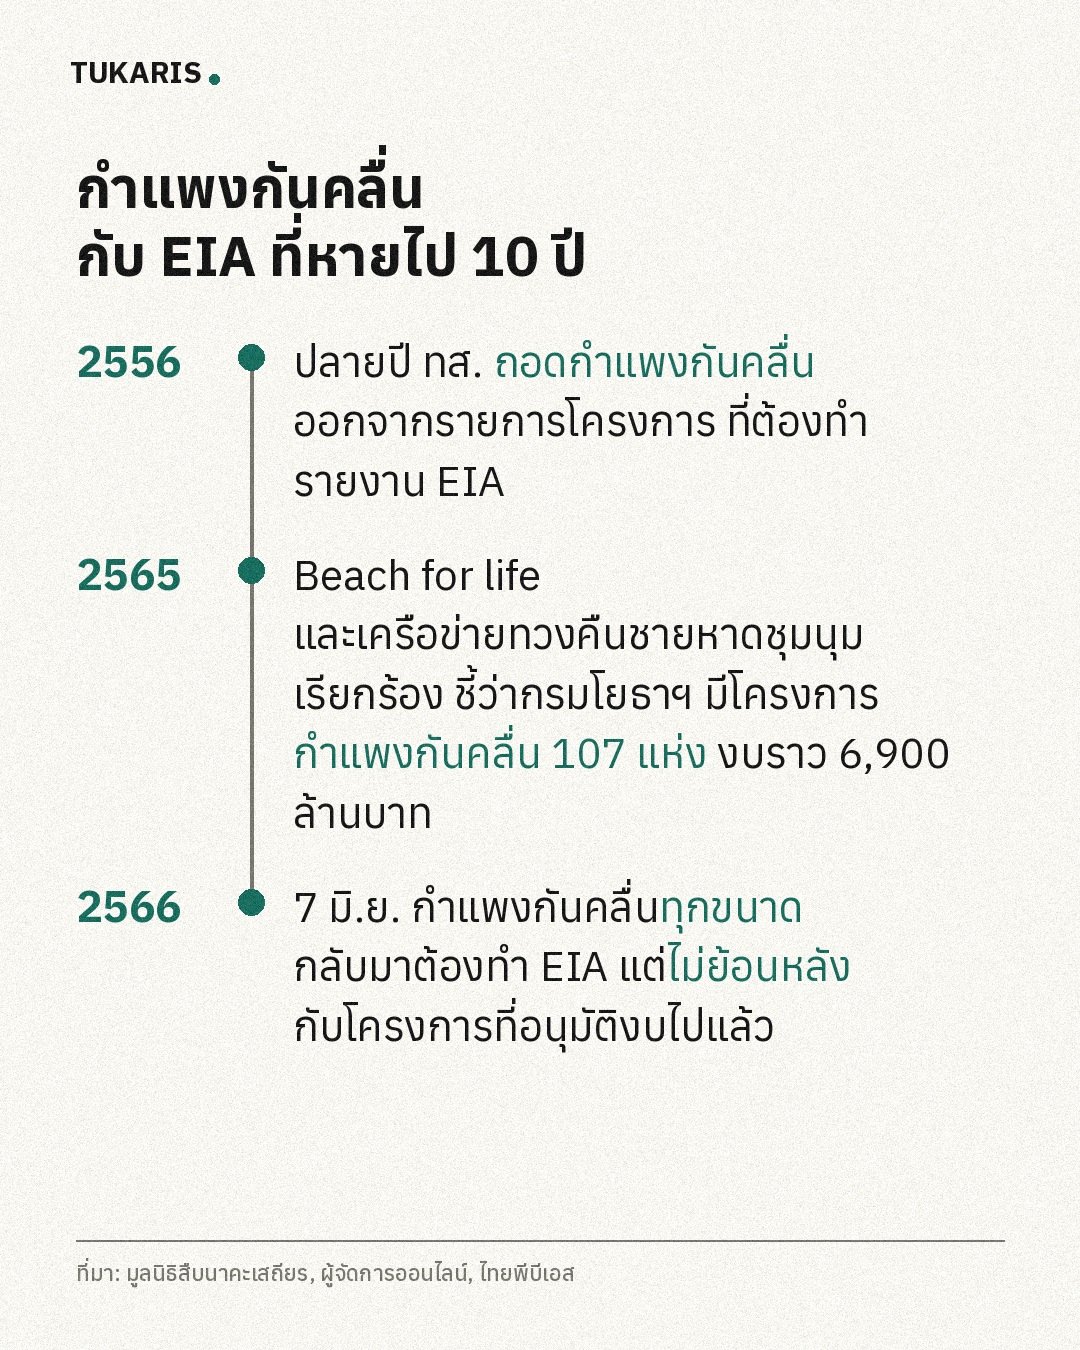 TUKARIS
กำแพงกันคลื่น
กับ EIA ที่หายไป 10 ปี
2556
ปลายปี ทส. ถอดกำแพงกันคลื่น
ออกจากรายการโครงการ ที่ต้องทำ
รายงาน EIA
2565
Beach for life
และเครือข่ายทวงคืนชายหาดชุมนุม
เรียกร้อง ชี้ว่ากรมโยธาฯ มีโครงการ
กำแพงกันคลื่น 107 แห่ง งบราว 6,900
ล้านบาท
2566
7 มิ.ย. กำแพงกันคลื่นทุกขนาด
กลับมาต้องทำ EIA แต่ไม่ย้อนหลัง
กับโครงการที่อนุมัติงบไปแล้ว
ที่มา: มูลนิธิสืบนาคะเสถียร, ผู้จัดการออนไลน์, ไทยพีบีเอส